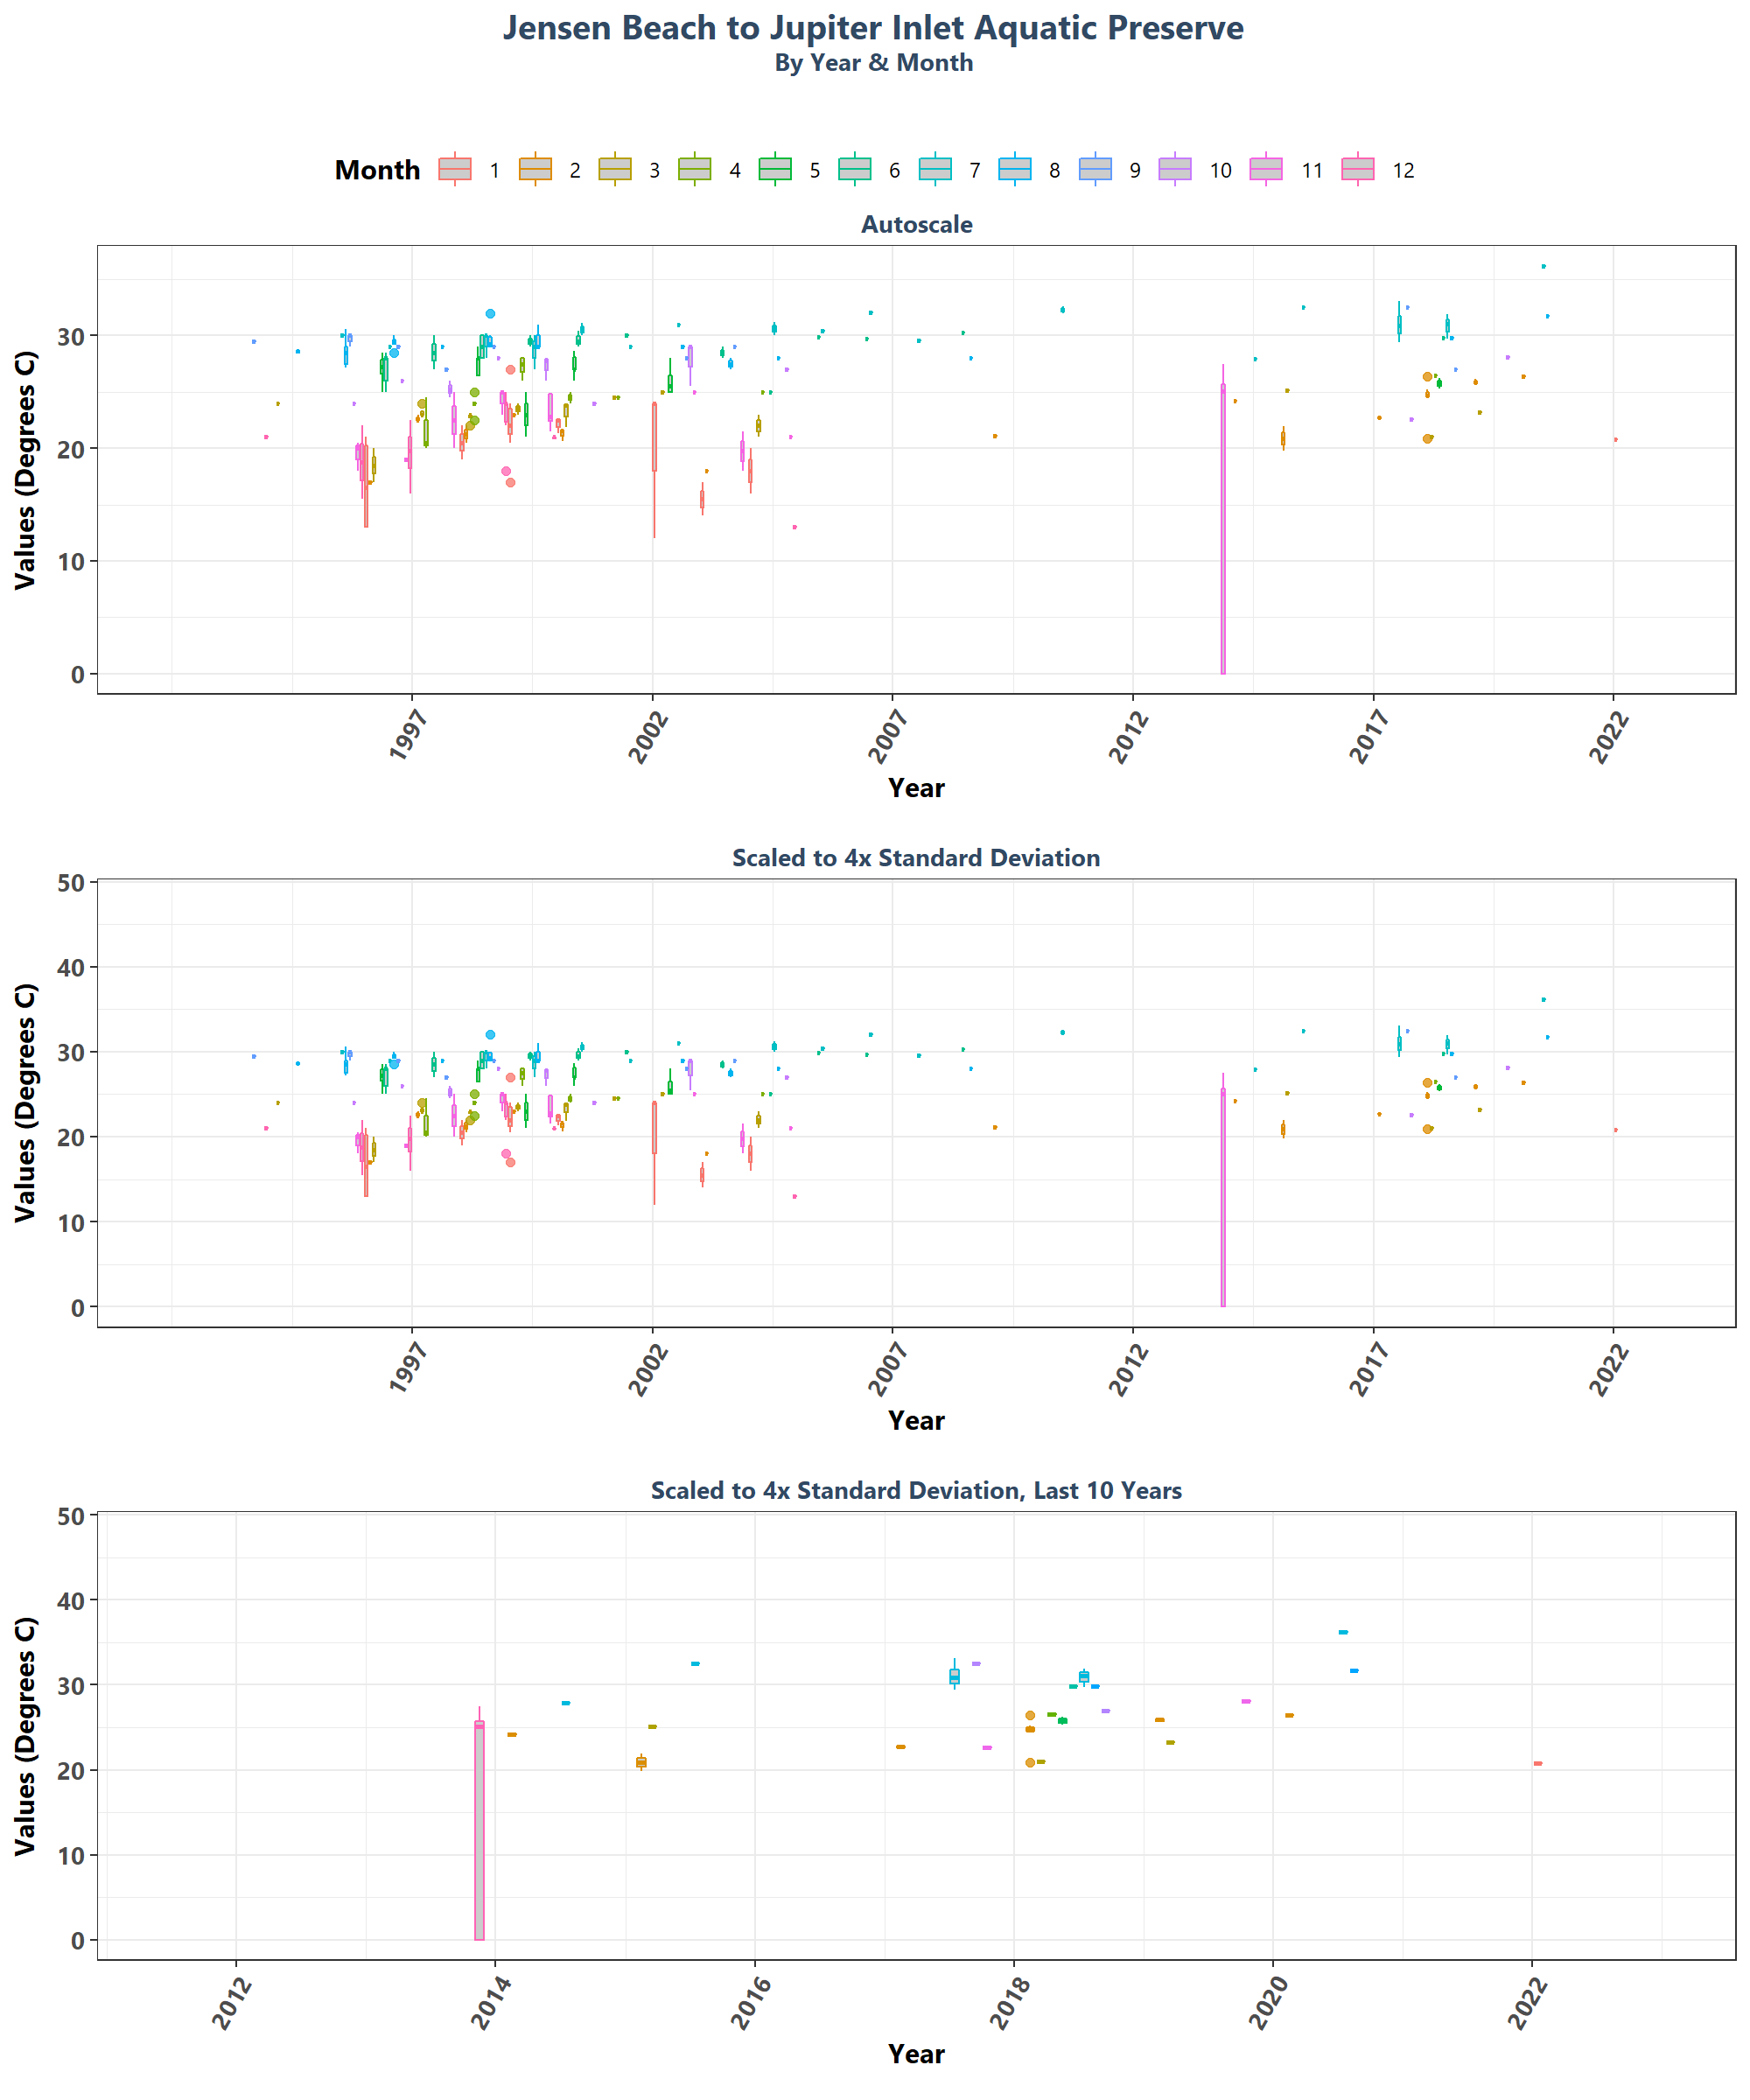 Jensen Beach to Jupiter Inlet Aquatic Preserve
By Year & Month
Month 1 2 3 4 5 6 7 8 9 10 11 12
Autoscale
Values (Degrees C)
30
20
10
0
1997 2002 2007 2012 2017 2022
Year
Scaled to 4x Standard Deviation
Values (Degrees C)
50
40
30
20
10
0
1997 2002 2007 2012 2017 2022
Year
Scaled to 4x Standard Deviation, Last 10 Years
Values (Degrees C)
50
40
30
20
10
0
2012 2014 2016 2018 2020 2022
Year